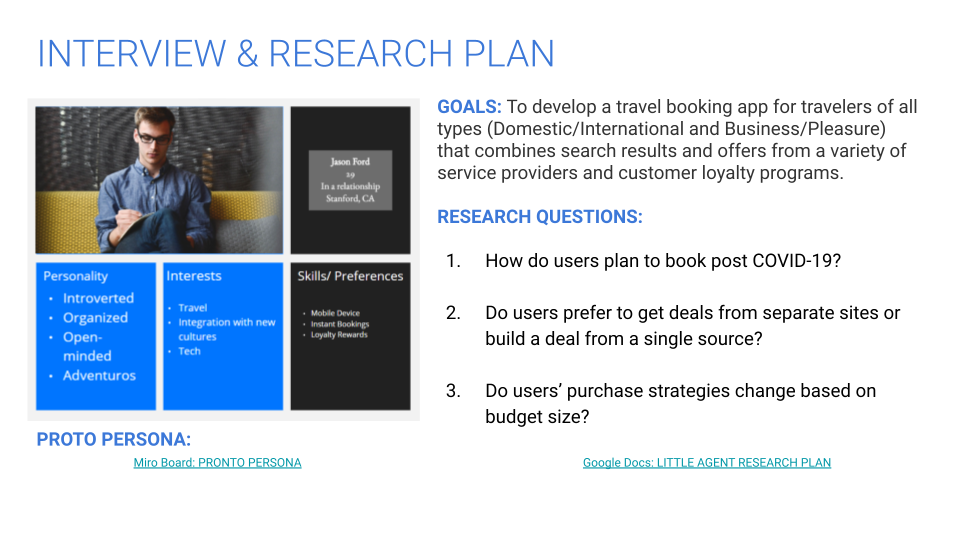 INTERVIEW & RESEARCH PLAN
Jason Ford
29
In a relationship
Stanford, CA
Personality
• Introverted
• Organized
• Open-
minded
• Adventuros
Interests
• Travel
• Integration with new
cultures
• Tech
Skills/ Preferences
• Mobile Device
• Instant Bookings
• Loyalty Rewards
PROTO PERSONA:
Miro Board: PRONTO PERSONA
GOALS: To develop a travel booking app for travelers of all
types (Domestic/International and Business/Pleasure)
that combines search results and offers from a variety of
service providers and customer loyalty programs.
RESEARCH QUESTIONS:
1. How do users plan to book post COVID-19?
2. Do users prefer to get deals from separate sites or
build a deal from a single source?
3. Do users’ purchase strategies change based on
budget size?
Google Docs: LITTLE AGENT RESEARCH PLAN